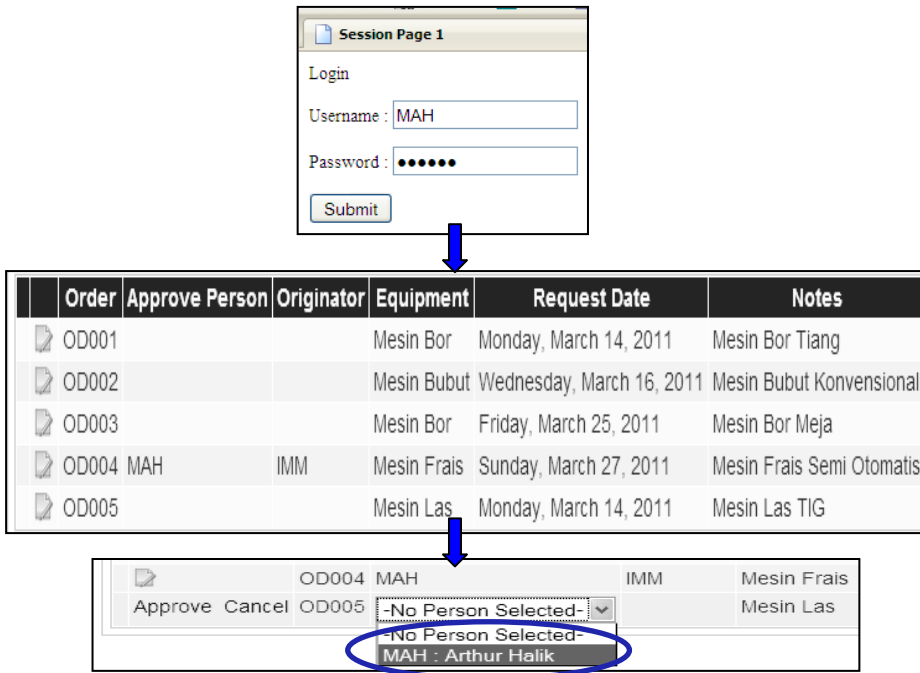 Session Page 1
Login
Username : MAH
Password : ••••••
Submit
Order Approve Person Originator Equipment Request Date Notes
OD001 Mesin Bor Monday, March 14, 2011 Mesin Bor Tiang
OD002 Mesin Bubut Wednesday, March 16, 2011 Mesin Bubut Konvensional
OD003 Mesin Bor Friday, March 25, 2011 Mesin Bor Meja
OD004 MAH IMM Mesin Frais Sunday, March 27, 2011 Mesin Frais Semi Otomatis
OD005 Mesin Las Monday, March 14, 2011 Mesin Las TIG
OD004 MAH IMM Mesin Frais
Approve Cancel OD005 -No Person Selected- Mesin Las
-No Person Selected-
MAH : Arthur Halik